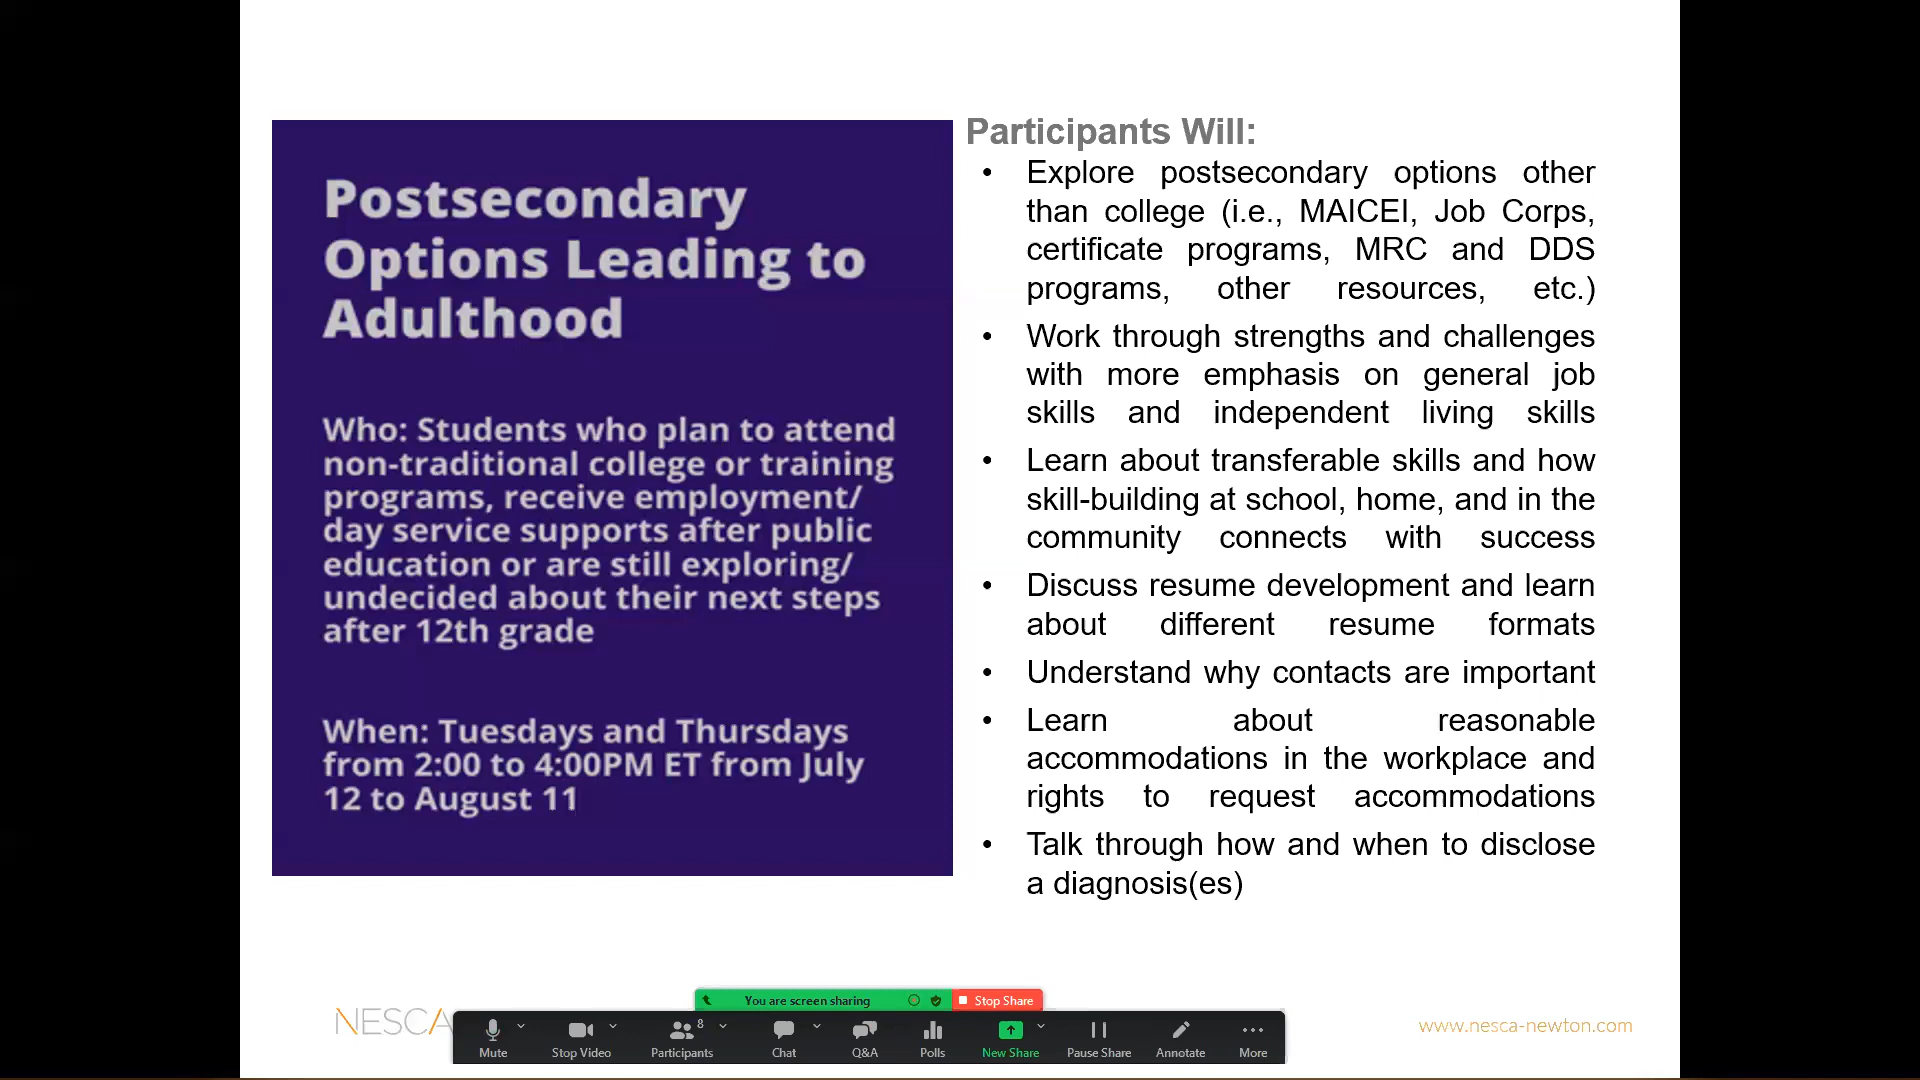 Postsecondary
Options Leading to
Adulthood
Who: Students who plan to attend
non-traditional college or training
programs, receive employment/
day service supports after public
education or are still exploring/
undecided about their next steps
after 12th grade
When: Tuesdays and Thursdays
from 2:00 to 4:00PM ET from July
12 to August 11
Participants Will:
• Explore postsecondary options other
than college (i.e., MAICEI, Job Corps,
certificate programs, MRC and DDS
programs, other resources, etc.)
• Work through strengths and challenges
with more emphasis on general job
skills and independent living skills
• Learn about transferable skills and how
skill-building at school, home, and in the
community connects with success
• Discuss resume development and learn
about different resume formats
• Understand why contacts are important
• Learn about reasonable
accommodations in the workplace and
rights to request accommodations
• Talk through how and when to disclose
a diagnosis(es)
NESCA
You are screen sharing Stop Share
8
Mute Stop Video Participants Chat Q&A Polls New Share Pause Share Annotate More
www.nesca-newton.com